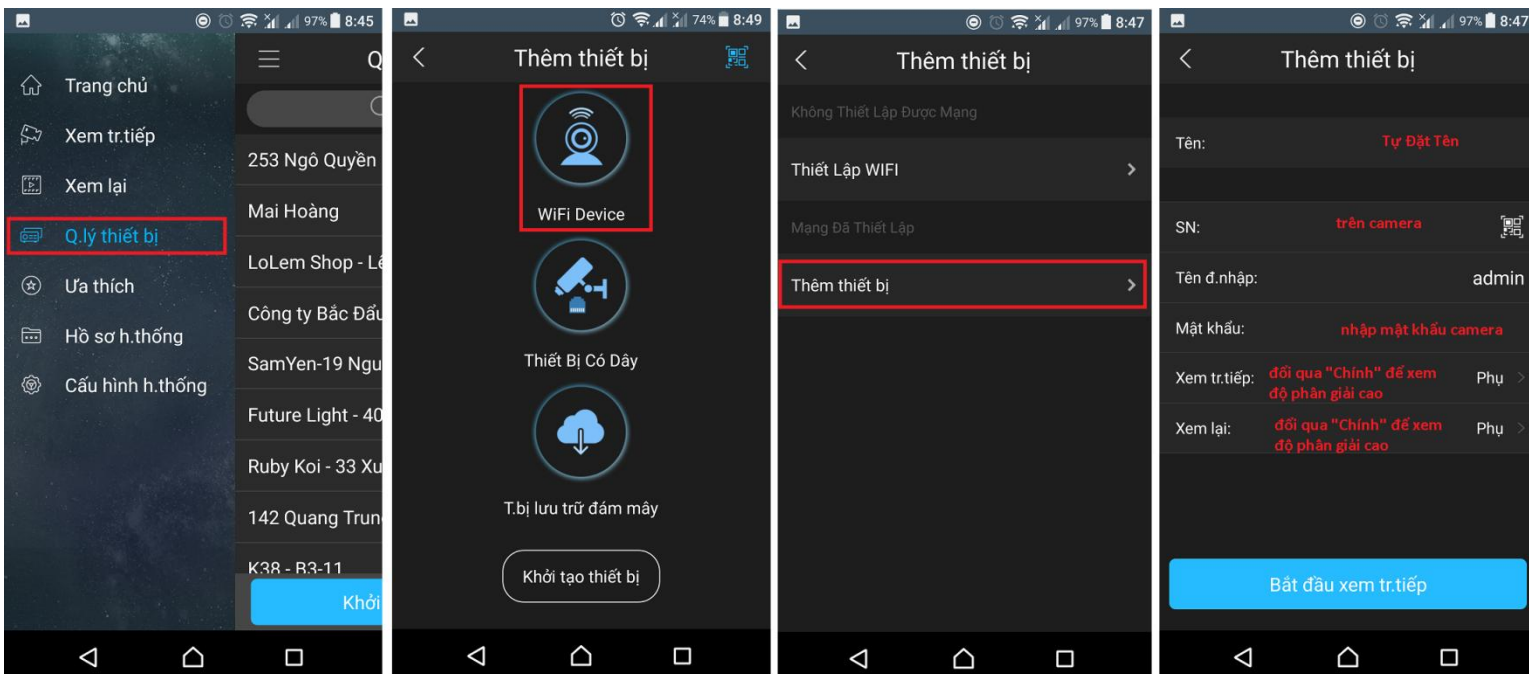 97% 8:45
Trang chủ
Xem tr.tiếp
Xem lại
Q.lý thiết bị
Ưa thích
Hồ sơ h.thống
Cấu hình h.thống
Q
253 Ngô Quyền
Mai Hoàng
LoLem Shop - Lê
Công ty Bắc Đẩu
SamYen-19 Ngu
Future Light - 40
Ruby Koi - 33 Xu
142 Quang Trun
K38 - B3-11
Khởi
74% 8:49
Thêm thiết bị
WiFi Device
Thiết Bị Có Dây
T.bị lưu trữ đám mây
Khởi tạo thiết bị
97% 8:47
Thêm thiết bị
Không Thiết Lập Được Mạng
Thiết Lập WIFI
Mạng Đã Thiết Lập
Thêm thiết bị
97% 8:47
Thêm thiết bị
Tên: Tự Đặt Tên
SN: trên camera
Tên đ.nhập: admin
Mật khẩu: nhập mật khẩu camera
Xem tr.tiếp: đổi qua "Chính" để xem Phụ
độ phân giải cao
Xem lại: đổi qua "Chính" để xem Phụ
độ phân giải cao
Bắt đầu xem tr.tiếp